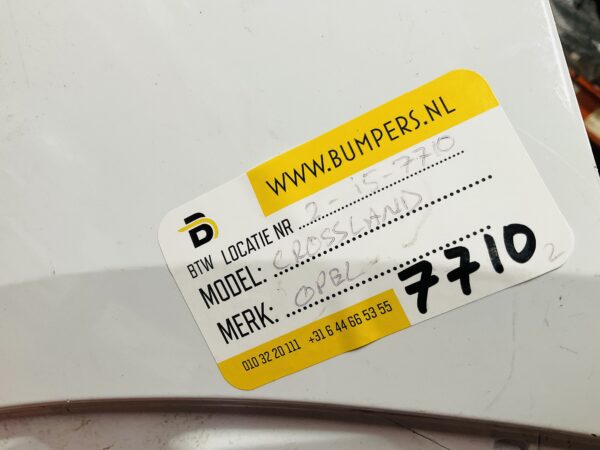 WWW.BUMPERS.NL
B
BTW LOCATIE NR 2-15-7710
MODEL: CROSSLAND
MERK: OPEL
7710
2
010 32 20 111 +31 6 44 66 53 55